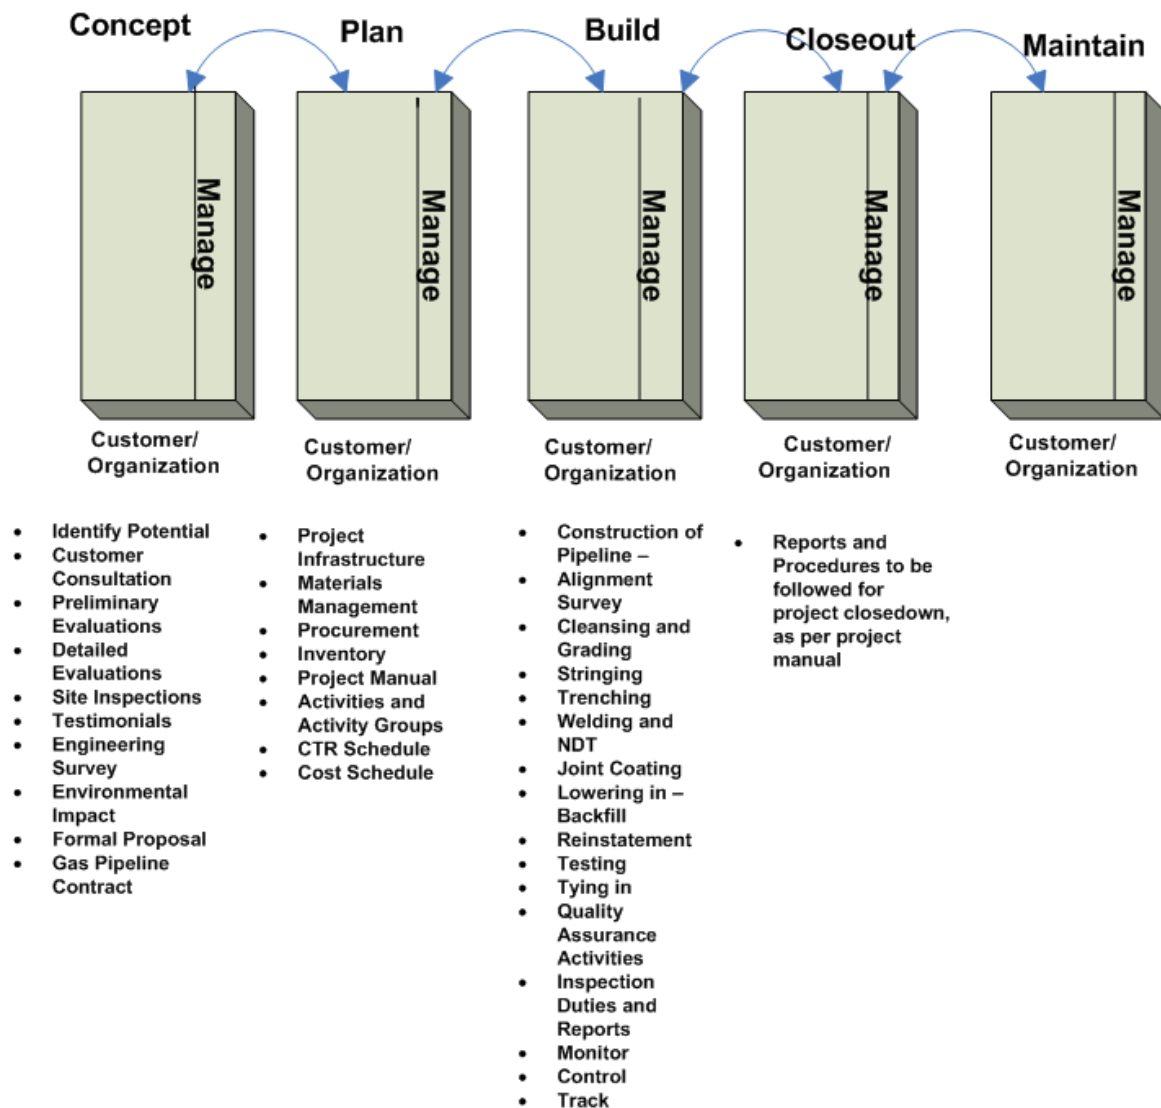 Concept
Plan
Build
Closeout
Maintain
Manage
Manage
Manage
Manage
Manage
Customer/
Organization
Customer/
Organization
Customer/
Organization
Customer/
Organization
Customer/
Organization
• Identify Potential
• Customer
Consultation
• Preliminary
Evaluations
• Detailed
Evaluations
• Site Inspections
• Testimonials
• Engineering
Survey
• Environmental
Impact
• Formal Proposal
• Gas Pipeline
Contract
• Project
Infrastructure
• Materials
Management
• Procurement
• Inventory
• Project Manual
• Activities and
Activity Groups
• CTR Schedule
• Cost Schedule
• Construction of
Pipeline –
• Alignment
Survey
• Cleansing and
Grading
• Stringing
• Trenching
• Welding and
NDT
• Joint Coating
• Lowering in –
Backfill
• Reinstatement
• Testing
• Tying in
• Quality
Assurance
Activities
• Inspection
Duties and
Reports
• Monitor
• Control
• Track
• Reports and
Procedures to be
followed for
project closedown,
as per project
manual